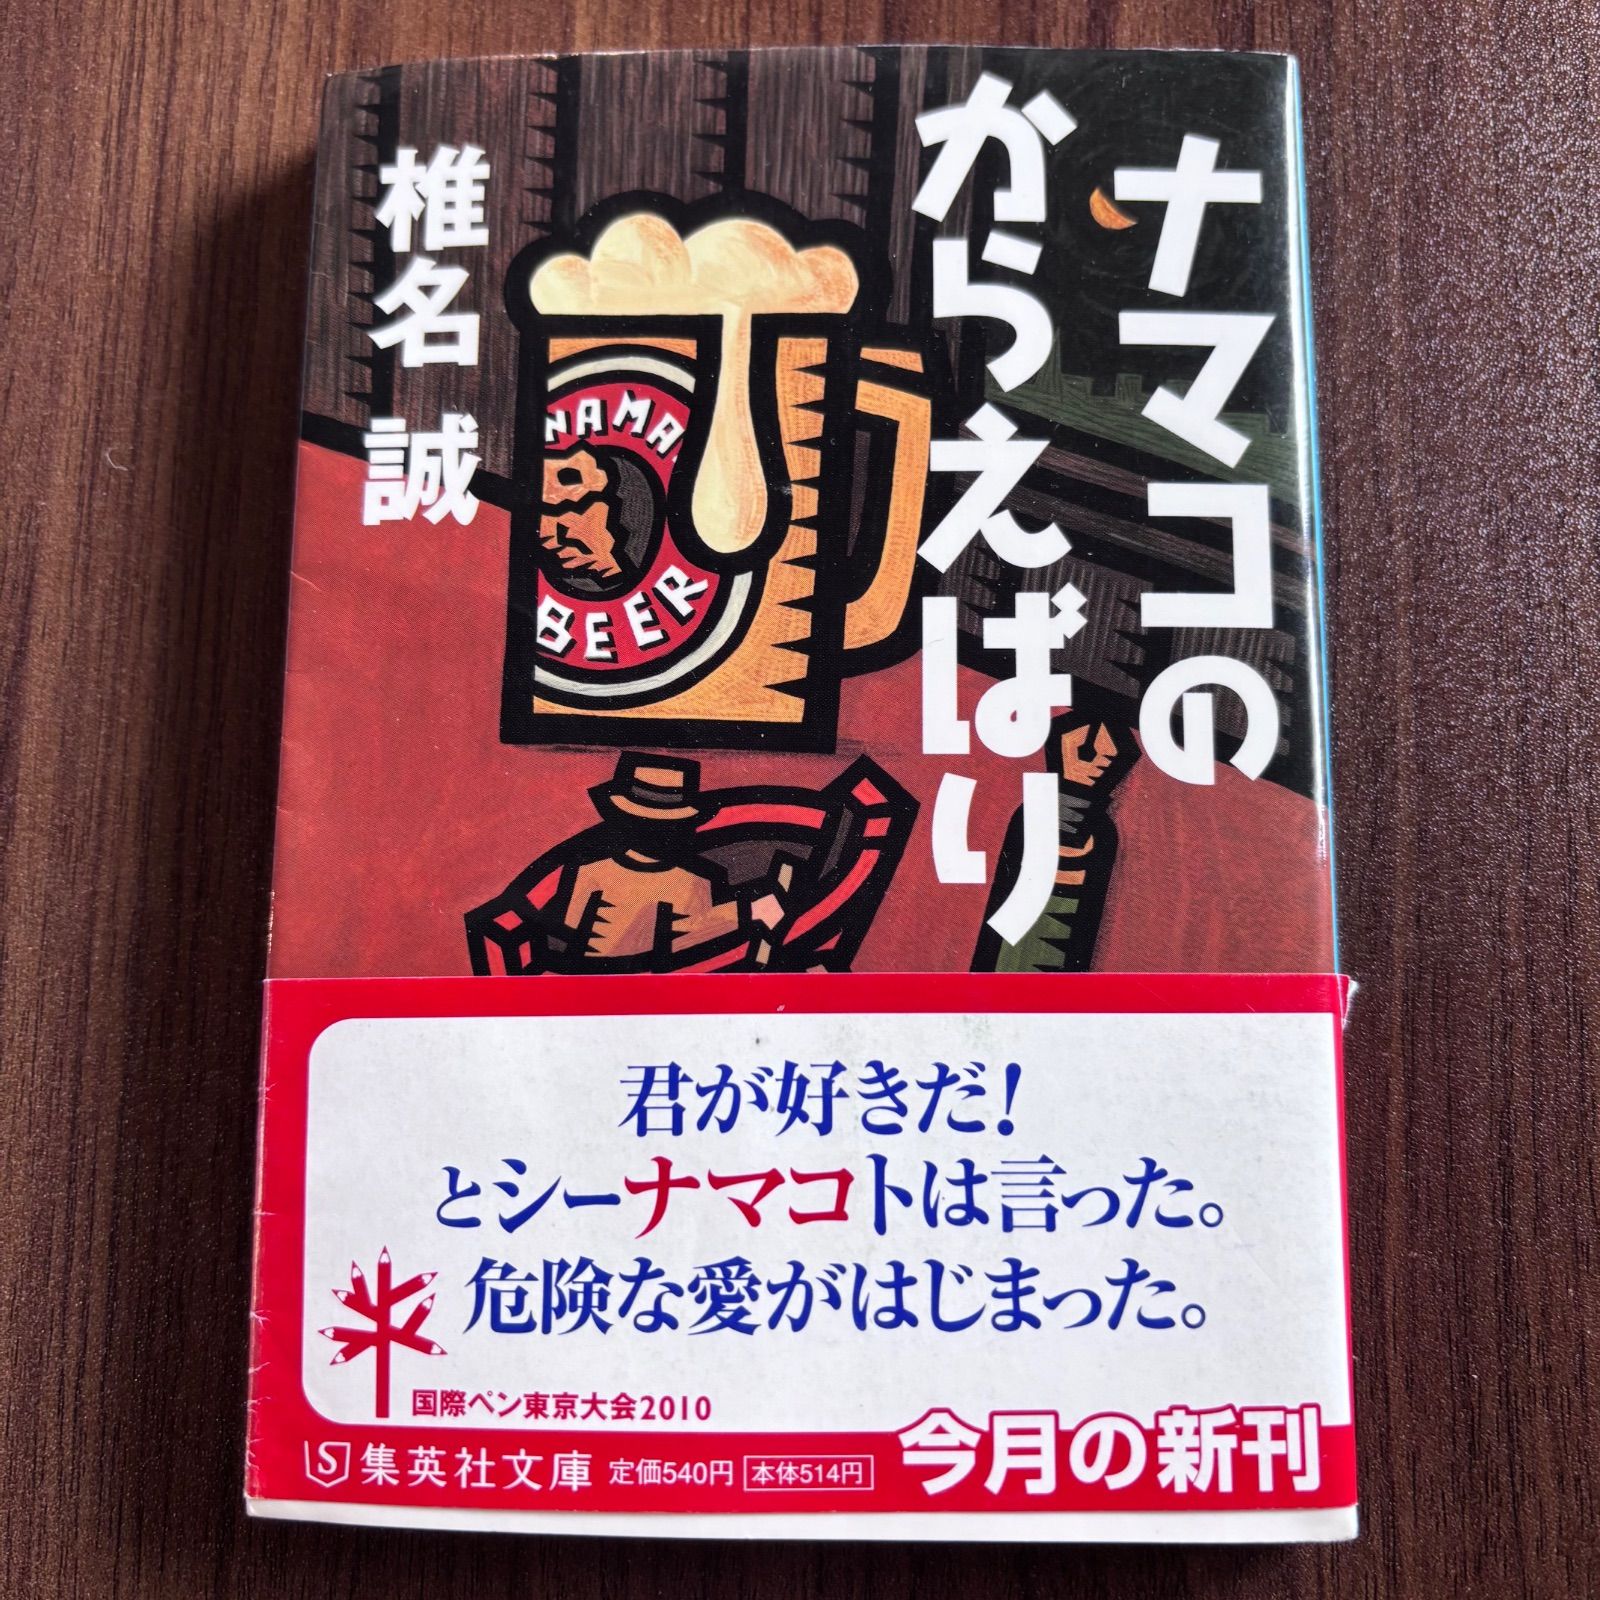 ナマコの
からえばり
椎名 誠
NAMA
BEER
君が好きだ！
とシーナマコトは言った。
危険な愛がはじまった。
国際ペン東京大会2010
S 集英社文庫 定価540円 本体514円
今月の新刊